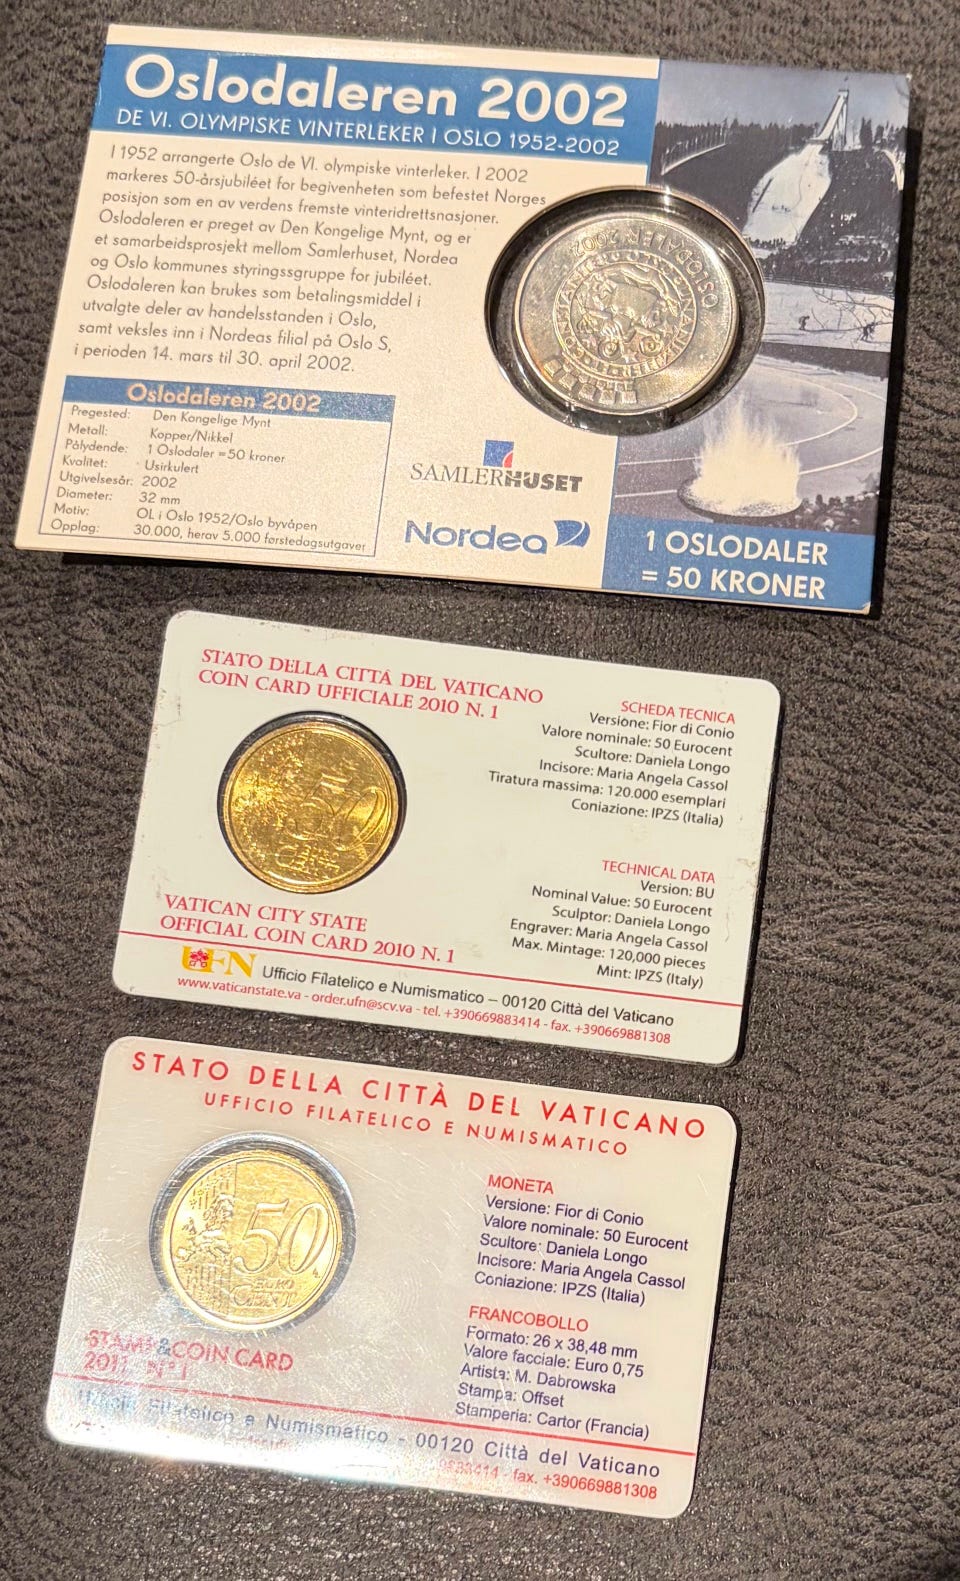 Oslodaleren 2002
DE VI. OLYMPISKE VINTERLEKER I OSLO 1952-2002
I 1952 arrangerte Oslo de VI. olympiske vinterleker. I 2002
markeres 50-årsjubiléet for begivenheten som befestet Norges
posisjon som en av verdens fremste vinteridrettsnasjoner.
Oslodaleren er preget av Den Kongelige Mynt, og er
et samarbeidsprosjekt mellom Samlerhuset, Nordea
og Oslo kommunes styringssgruppe for jubiléet.
Oslodaleren kan brukes som betalingsmiddel i
utvalgte deler av handelsstanden i Oslo,
samt veksles inn i Nordeas filial på Oslo S,
i perioden 14. mars til 30. april 2002.
OSLODALER 2002
Oslodaleren 2002
Pregested: Den Kongelige Mynt
Metall: Kopper/Nikkel
Pålydende: 1 Oslodaler = 50 kroner
Kvalitet: Usirkulert
Utgivelsesår: 2002
Diameter: 32 mm
Motiv: OL i Oslo 1952/Oslo byvåpen
Opplag: 30.000, herav 5.000 førstedagsutgaver
SAMLERHUSET
Nordea
1 OSLODALER
= 50 KRONER
STATO DELLA CITTÀ DEL VATICANO
COIN CARD UFFICIALE 2010 N. 1
SCHEDA TECNICA
Versione: Fior di Conio
Valore nominale: 50 Eurocent
Scultore: Daniela Longo
Incisore: Maria Angela Cassol
Tiratura massima: 120.000 esemplari
Coniazione: IPZS (Italia)
50
EURO
CENT
TECHNICAL DATA
Version: BU
Nominal Value: 50 Eurocent
Sculptor: Daniela Longo
Engraver: Maria Angela Cassol
Max. Mintage: 120,000 pieces
Mint: IPZS (Italy)
VATICAN CITY STATE
OFFICIAL COIN CARD 2010 N. 1
UFN Ufficio Filatelico e Numismatico – 00120 Città del Vaticano
www.vaticanstate.va - order.ufn@scv.va - tel. +390669883414 - fax. +390669881308
STATO DELLA CITTÀ DEL VATICANO
UFFICIO FILATELICO E NUMISMATICO
50
EURO
CENT
MONETA
Versione: Fior di Conio
Valore nominale: 50 Eurocent
Scultore: Daniela Longo
Incisore: Maria Angela Cassol
Coniazione: IPZS (Italia)
FRANCOBOLLO
Formato: 26 x 38,48 mm
Valore facciale: Euro 0,75
Artista: M. Dabrowska
Stampa: Offset
Stamperia: Cartor (Francia)
STAMP&COIN CARD
2011 N° 1
Ufficio Filatelico e Numismatico - 00120 Città del Vaticano
fax. +390669881308